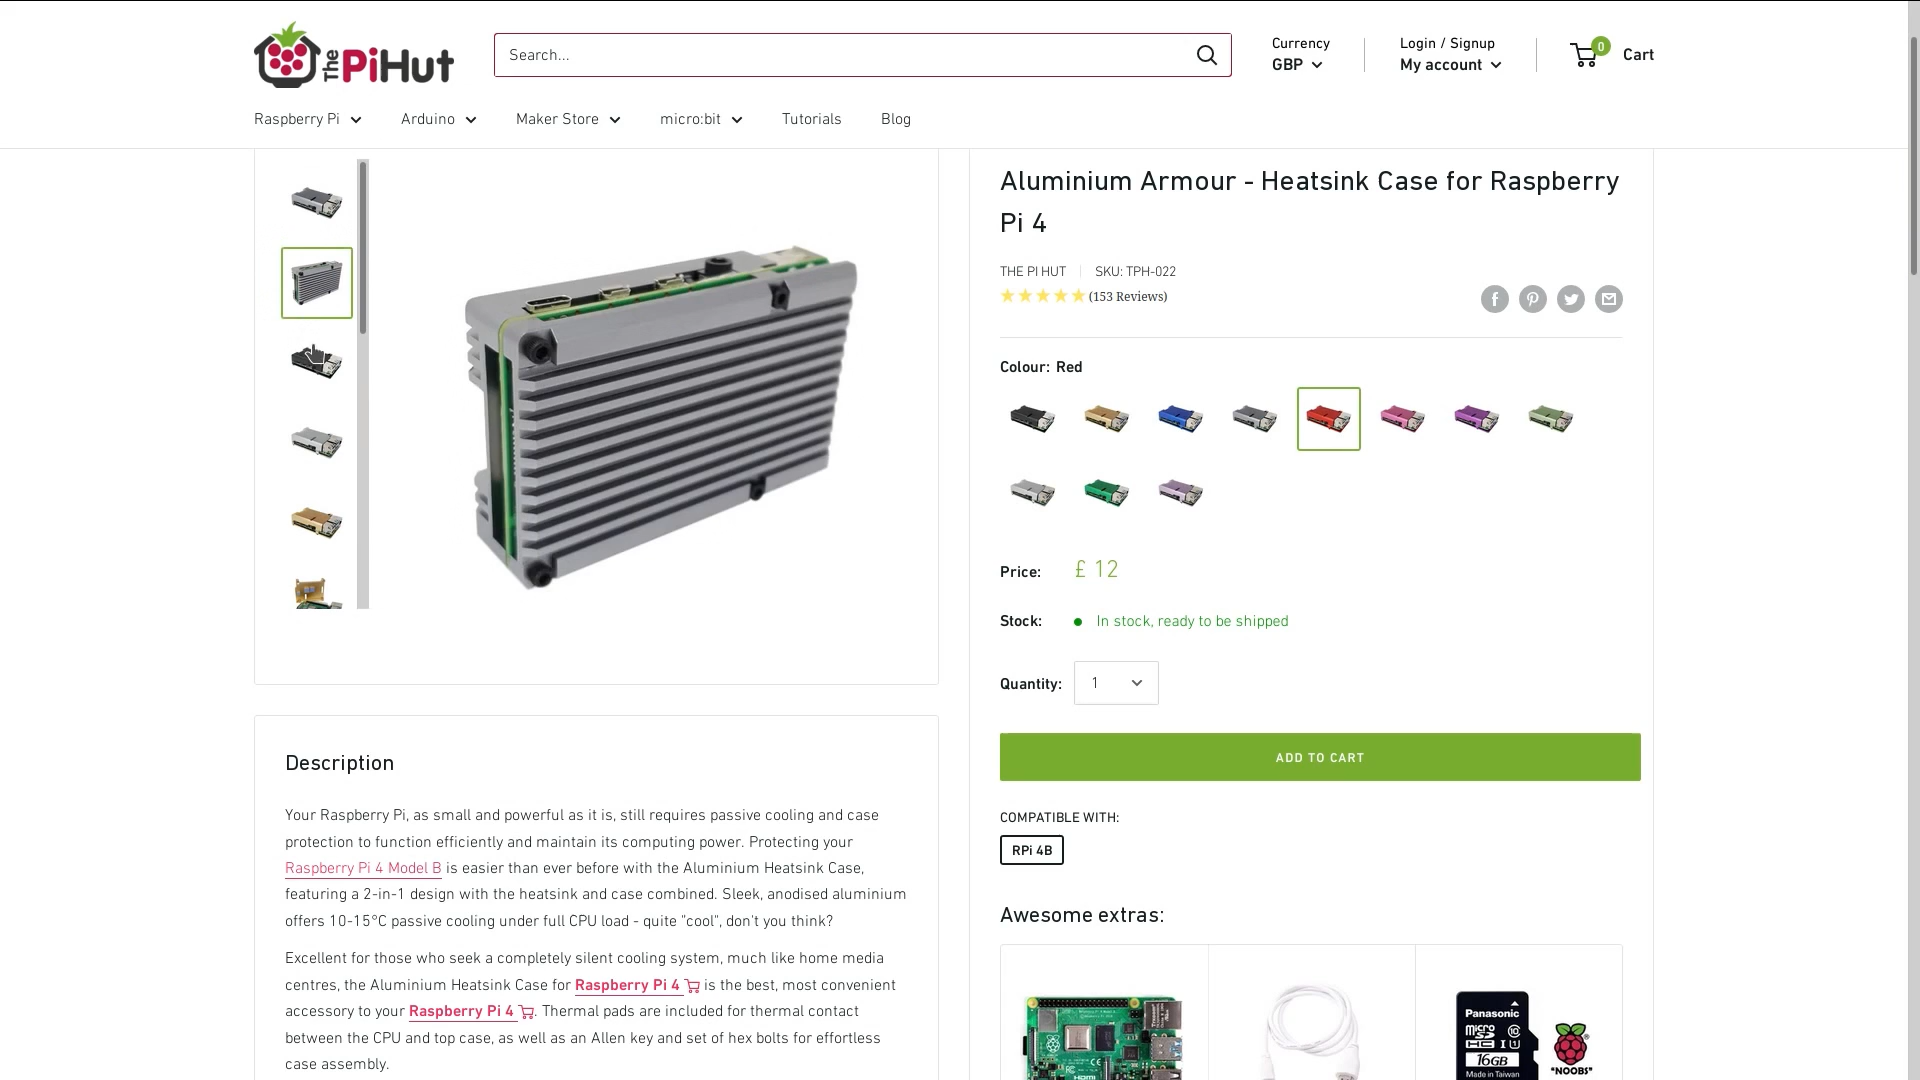 The PiHut
Search...
Currency
GBP
Login / Signup
My account
0
Cart
Raspberry Pi
Arduino
Maker Store
micro:bit
Tutorials
Blog
Aluminium Armour - Heatsink Case for Raspberry
Pi 4
THE PI HUT
SKU: TPH-022
(153 Reviews)
Colour: Red
Price: £ 12
Stock: In stock, ready to be shipped
Quantity: 1
ADD TO CART
COMPATIBLE WITH:
RPi 4B
Awesome extras:
HDMI
Panasonic
micro
SD HC I U1
16GB
Made in Taiwan
"NOOBS"
Description
Your Raspberry Pi, as small and powerful as it is, still requires passive cooling and case
protection to function efficiently and maintain its computing power. Protecting your
Raspberry Pi 4 Model B is easier than ever before with the Aluminium Heatsink Case,
featuring a 2-in-1 design with the heatsink and case combined. Sleek, anodised aluminium
offers 10-15°C passive cooling under full CPU load - quite "cool", don't you think?
Excellent for those who seek a completely silent cooling system, much like home media
centres, the Aluminium Heatsink Case for Raspberry Pi 4 is the best, most convenient
accessory to your Raspberry Pi 4 . Thermal pads are included for thermal contact
between the CPU and top case, as well as an Allen key and set of hex bolts for effortless
case assembly.